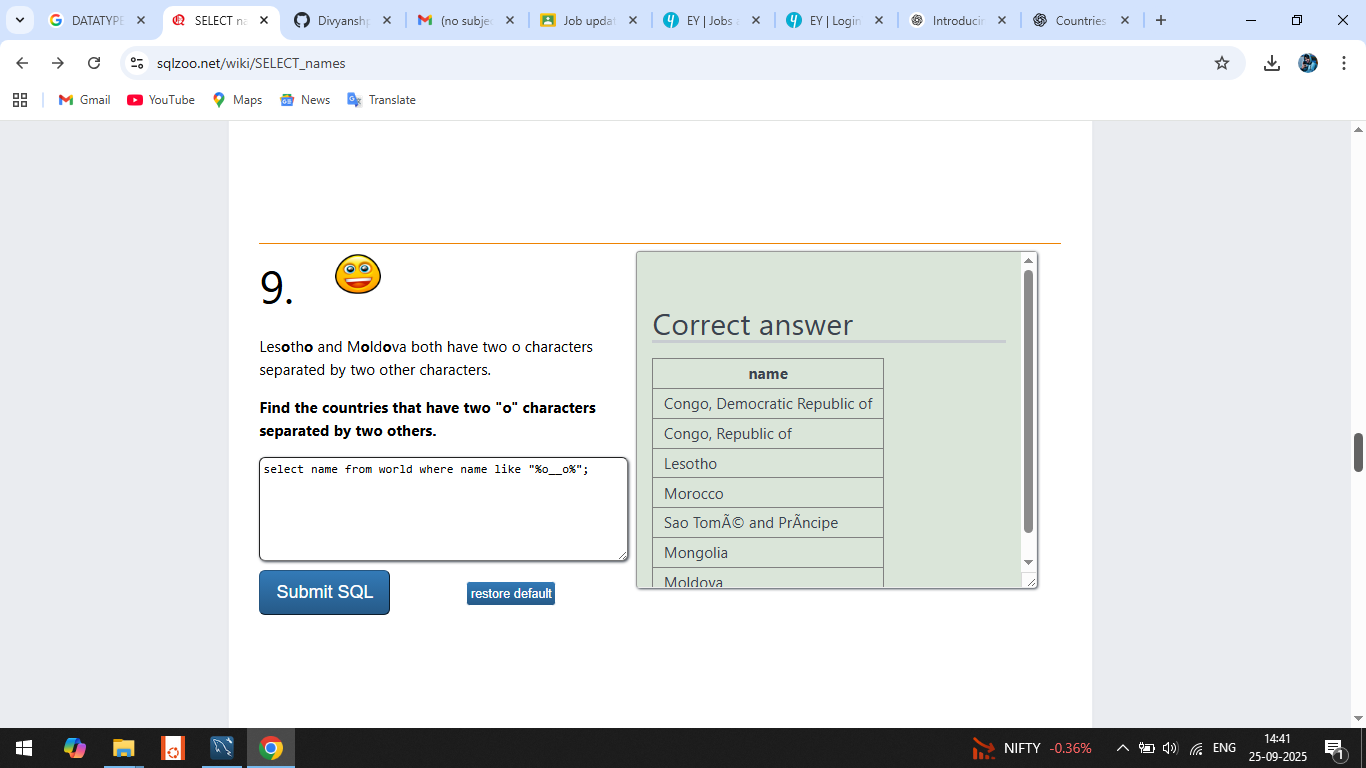 DATATYPE
SELECT na
Divyanshp
(no subje
Job updat
EY | Jobs a
EY | Login
Introducin
Countries
sqlzoo.net/wiki/SELECT_names
Gmail
YouTube
Maps
News
Translate
9.
Lesotho and Moldova both have two o characters
separated by two other characters.
Find the countries that have two "o" characters
separated by two others.
select name from world where name like "%o__o%";
Submit SQL
restore default
Correct answer
name
Congo, Democratic Republic of
Congo, Republic of
Lesotho
Morocco
Sao TomÃ© and PrÃncipe
Mongolia
Moldova
NIFTY -0.36%
ENG
14:41
25-09-2025
1